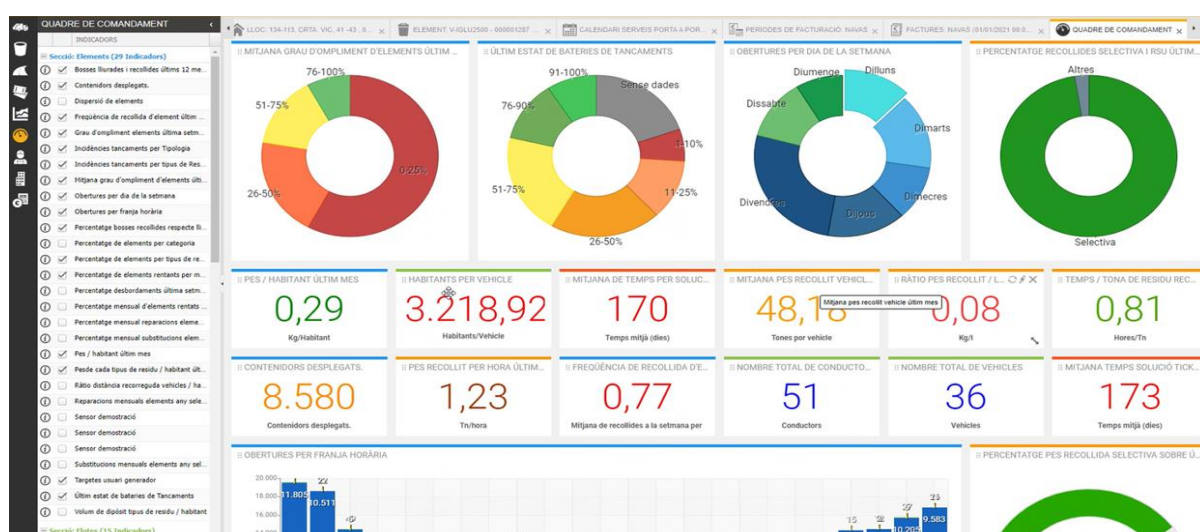 QUADRE DE COMANDAMENT
INDICADORS
Secció: Elements (29 Indicadors)
Bosses lliurades i recollides últims 12 me...
Contenidors desplegats.
Dispersió de elements
Freqüència de recollida d'element últim ...
Grau d'ompliment elements última setm...
Incidències tancaments per Tipologia
Incidències tancaments per tipus de Res...
Mitjana grau d'ompliment d'elements últi...
Obertures per dia de la setmana
Obertures per franja horària
Percentatge bosses recollides respecte lli...
Percentatge de elements per categoria
Percentatge de elements per tipus de re...
Percentatge de elements rentants per m...
Percentatge desbordaments última setm...
Percentatge mensual d'elements rentats ...
Percentatge mensual reparacions eleme...
Percentatge mensual substitucions elem...
Pes / habitant últim mes
Pesde cada tipus de residu / habitant últ...
Ràtio distància recorreguda vehicles / ha...
Reparacions mensuals elements any sele...
Sensor demostració
Sensor demostració
Sensor demostració
Substitucions mensuals elements any sel...
Targetes usuari generador
Últim estat de bateries de Tancaments
Volum de dipòsit tipus de residu / habitant
Secció: Flotes (15 Indicadors)
LLOC: 134-113, CRTA. VIC, 41 -43 , B...
ELEMENT: V-IGLU2500 - 000001287 ...
CALENDARI SERVEIS PORTA A POR...
PERIODES DE FACTURACIÓ: NAVAS
FACTURES: NAVAS (01/01/2021 00:0...
QUADRE DE COMANDAMENT
MITJANA GRAU D'OMPLIMENT D'ELEMENTS ÚLTIM ...
76-100%
51-75%
26-50%
0-25%
ÚLTIM ESTAT DE BATERIES DE TANCAMENTS
91-100%
Sense dades
76-90%
51-75%
11-25%
26-50%
OBERTURES PER DIA DE LA SETMANA
Diumenge
Dilluns
Dissabte
Dimarts
Divendres
Dimecres
Dijous
PERCENTATGE RECOLLIDES SELECTIVA I RSU ÚLTIM...
Altres
Selectiva
PES / HABITANT ÚLTIM MES
0,29
Kg/Habitant
HABITANTS PER VEHICLE
3.218,92
Habitants/Vehicle
MITJANA DE TEMPS PER SOLUC...
170
Temps mitjà (dies)
MITJANA PES RECOLLIT VEHICL...
48,18
Mitjana pes recollit vehicle últim mes
Tones por vehicle
RÀTIO PES RECOLLIT / L...
0,08
Kg/l
TEMPS / TONA DE RESIDU REC...
0,81
Hores/Tn
CONTENIDORS DESPLEGATS.
8.580
Contenidors desplegats.
PES RECOLLIT PER HORA ÚLTIM...
1,23
Tn/hora
FREQÜÈNCIA DE RECOLLIDA D'E...
0,77
Mitjana de recollides a la setmana per
NOMBRE TOTAL DE CONDUCTO...
51
Conductors
NOMBRE TOTAL DE VEHICLES
36
Vehicles
MITJANA TEMPS SOLUCIÓ TICK...
173
Temps mitjà (dies)
OBERTURES PER FRANJA HORÀRIA
20.000
18.000
16.000
11.805
22
10.511
15
10.205
23
9.583
PERCENTATGE PES RECOLLIDA SELECTIVA SOBRE Ú...